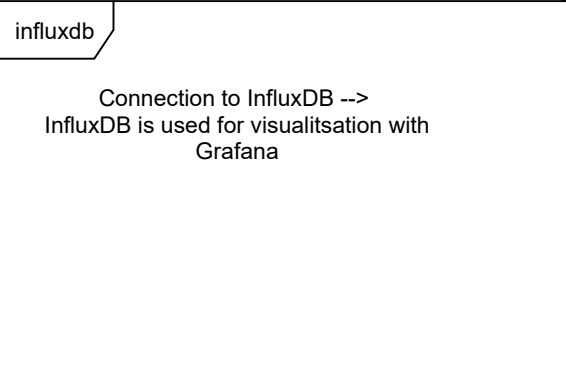 influxdb
Connection to InfluxDB -->
InfluxDB is used for visualitsation with
Grafana